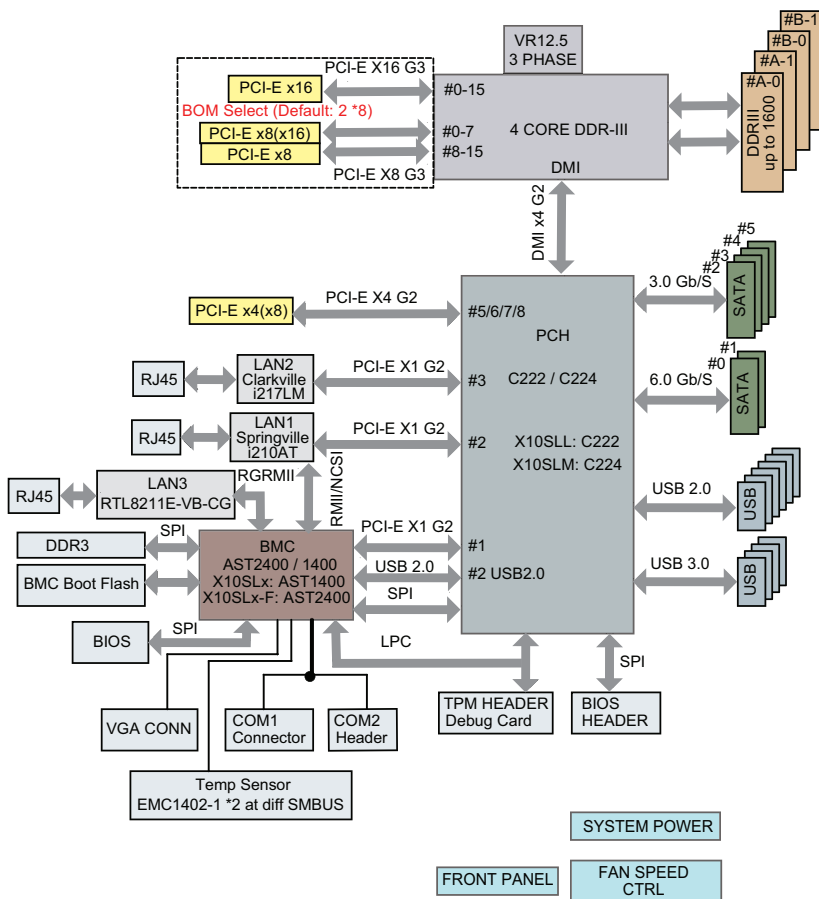 VR12.5
3 PHASE
#B-1
#B-0
#A-1
#A-0
PCI-E X16 G3
PCI-E x16
#0-15
BOM Select (Default: 2 *8)
PCI-E x8(x16)
#0-7
4 CORE DDR-III
PCI-E x8
#8-15
PCI-E X8 G3
DMI
DDRIII
up to 1600
DMI x4 G2
#5
#4
#3
#2
3.0 Gb/S
SATA
PCI-E X4 G2
PCI-E x4(x8)
#5/6/7/8
PCH
#1
#0
6.0 Gb/S
SATA
RJ45
LAN2
Clarkville
i217LM
PCI-E X1 G2
#3
C222 / C224
RJ45
LAN1
Springville
i210AT
PCI-E X1 G2
#2
X10SLL: C222
X10SLM: C224
RGRMII
RMII/NCSI
RJ45
LAN3
RTL8211E-VB-CG
USB 2.0
USB
SPI
DDR3
BMC Boot Flash
BMC
AST2400 / 1400
X10SLx: AST1400
X10SLx-F: AST2400
PCI-E X1 G2
#1
USB 2.0
#2 USB2.0
SPI
USB 3.0
USB
BIOS
SPI
LPC
SPI
VGA CONN
COM1
Connector
COM2
Header
TPM HEADER
Debug Card
BIOS
HEADER
Temp Sensor
EMC1402-1 *2 at diff SMBUS
SYSTEM POWER
FRONT PANEL
FAN SPEED
CTRL